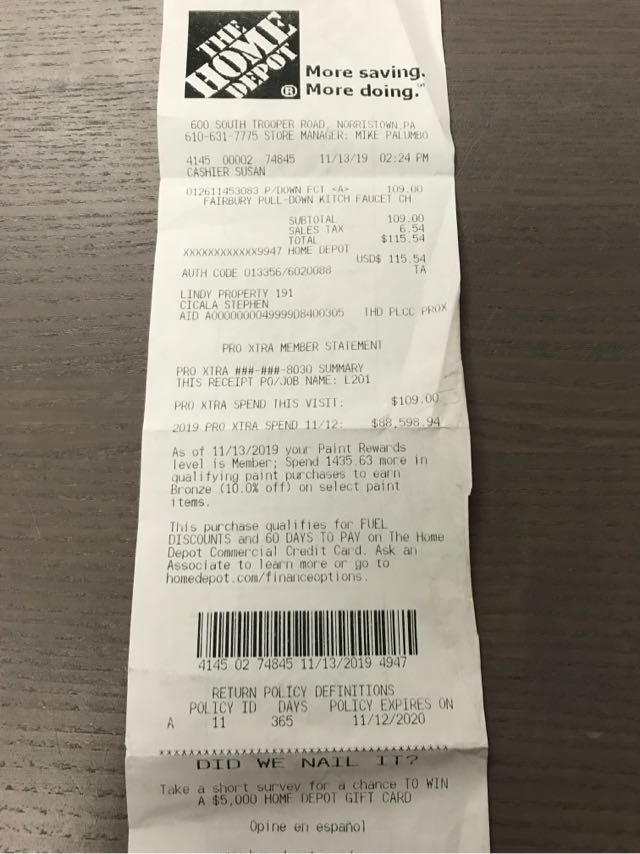 THE
HOME
DEPOT
®
More saving.
More doing.
600 SOUTH TROOPER ROAD, NORRISTOWN,PA
610-631-7775 STORE MANAGER: MIKE PALUMBO
4145 00002 74845 11/13/19 02:24 PM
CASHIER SUSAN
012611453083 P/DOWN FCT <A> 109.00
FAIRBURY PULL-DOWN KITCH FAUCET CH
SUBTOTAL 109.00
SALES TAX 6.54
TOTAL $115.54
XXXXXXXXXXXX9947 HOME DEPOT
USD$ 115.54
AUTH CODE 013356/6020088 TA
LINDY PROPERTY 191
CICALA STEPHEN
AID A0000000049999D8400305 THD PLCC PROX
PRO XTRA MEMBER STATEMENT
PRO XTRA ###-###-8030 SUMMARY
THIS RECEIPT PO/JOB NAME: L201
PRO XTRA SPEND THIS VISIT: $109.00
2019 PRO XTRA SPEND 11/12: $88,598.94
As of 11/13/2019 your Paint Rewards
level is Member; Spend 1435.63 more in
qualifying paint purchases to earn
Bronze (10.0% off) on select paint
items.
This purchase qualifies for FUEL
DISCOUNTS and 60 DAYS TO PAY on The Home
Depot Commercial Credit Card. Ask an
Associate to learn more or go to
homedepot.com/financeoptions.
4145 02 74845 11/13/2019 4947
RETURN POLICY DEFINITIONS
POLICY ID DAYS POLICY EXPIRES ON
A 11 365 11/12/2020
DID WE NAIL IT?
Take a short survey for a chance TO WIN
A $5,000 HOME DEPOT GIFT CARD
Opine en español